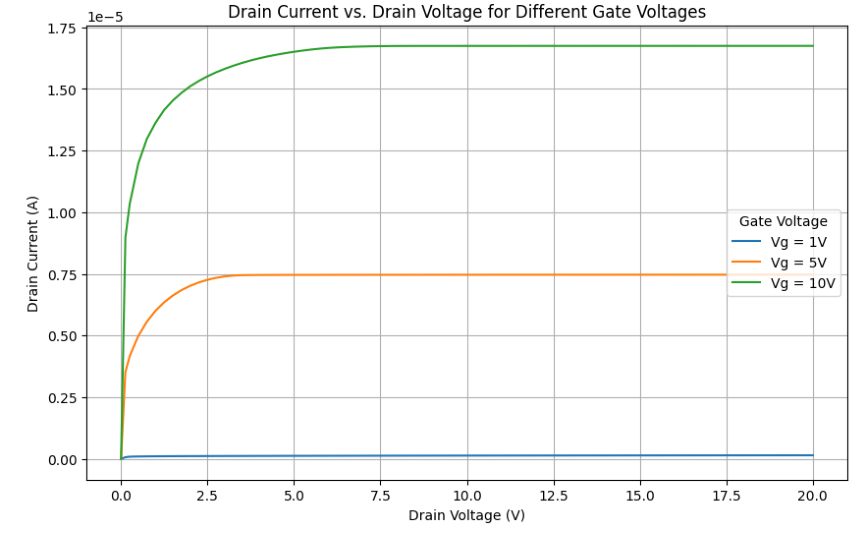 Drain Current vs. Drain Voltage for Different Gate Voltages
1e−5
1.75
1.50
1.25
1.00
0.75
0.50
0.25
0.00
Drain Current (A)
Gate Voltage
Vg = 1V
Vg = 5V
Vg = 10V
0.0 2.5 5.0 7.5 10.0 12.5 15.0 17.5 20.0
Drain Voltage (V)